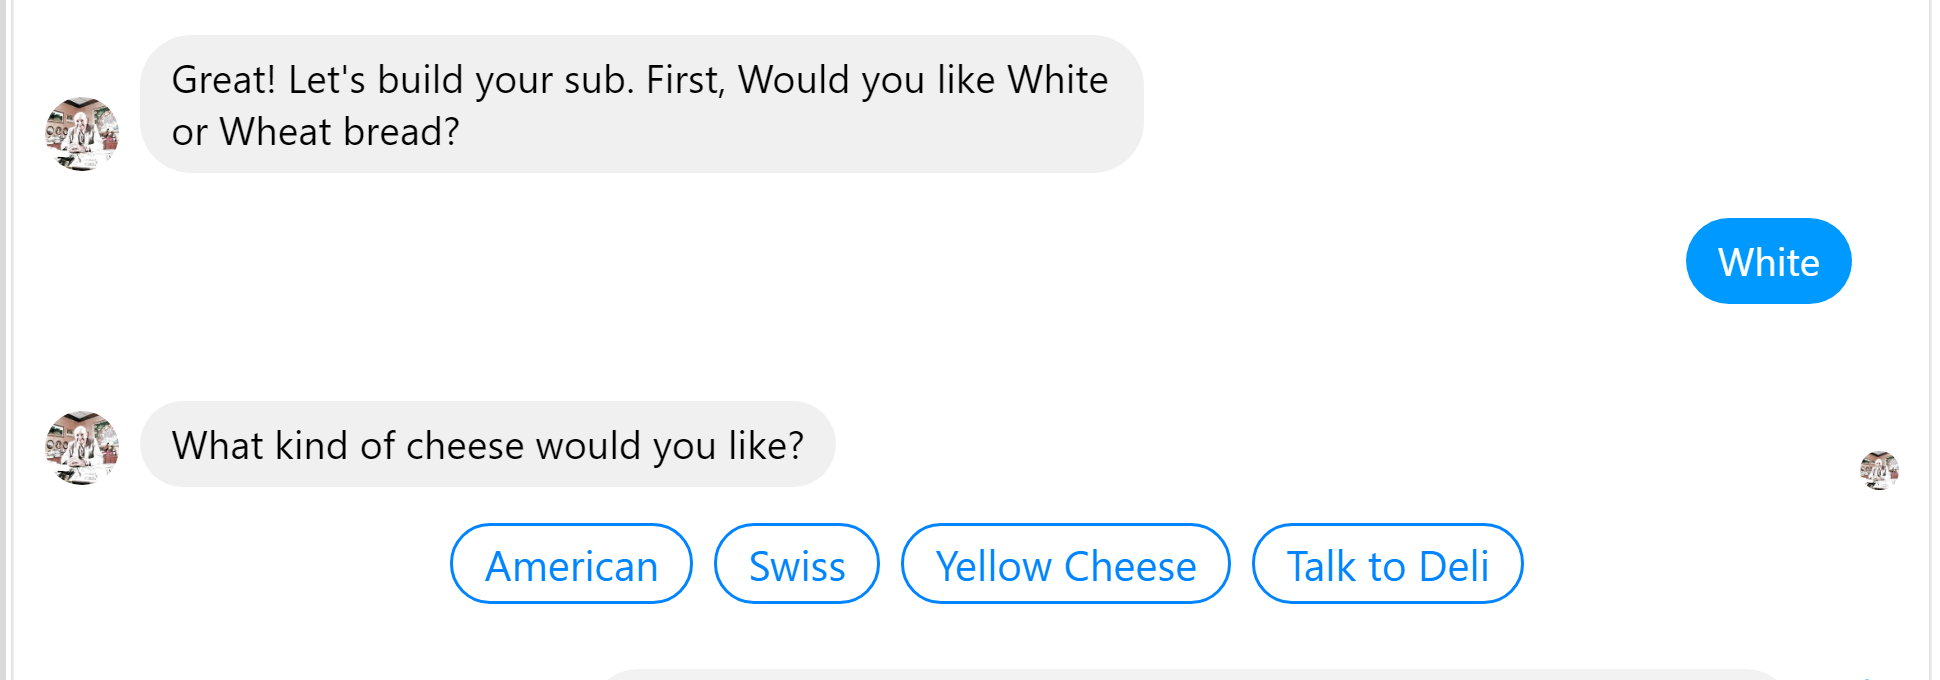 Great! Let's build your sub. First, Would you like White
or Wheat bread?
White
What kind of cheese would you like?
American
Swiss
Yellow Cheese
Talk to Deli